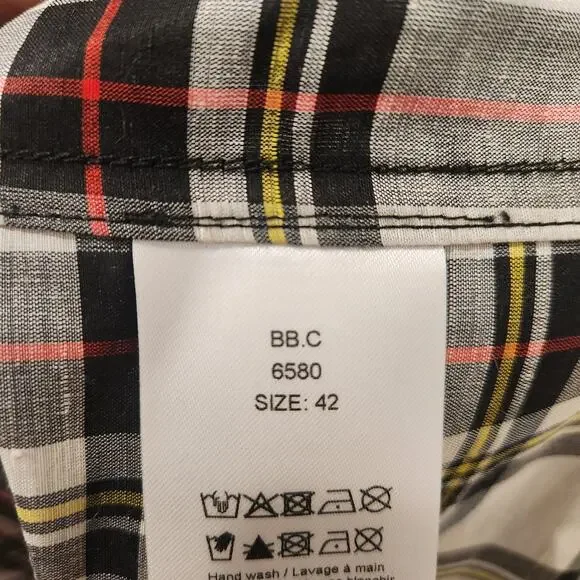 BB.C
6580
SIZE: 42
Hand wash / Lavage à main